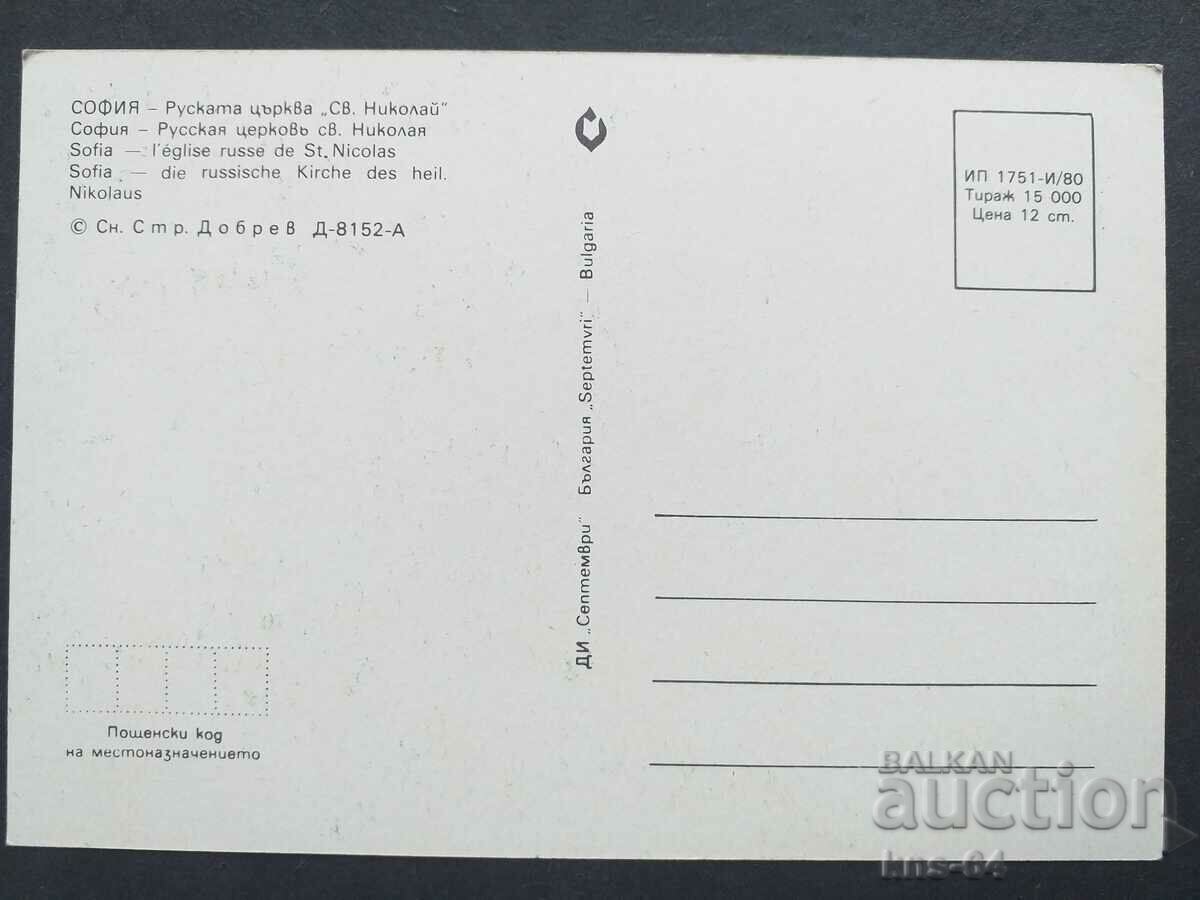 СОФИЯ – Руската църква „Св. Николай"
София – Русская церковь св. Николая
Sofia — l'église russe de St. Nicolas
Sofia — die russische Kirche des heil.
Nikolaus
© Сн. Стр. Добрев Д-8152-А
ДИ „Септември" България „Septemvri" — Bulgaria
ИП 1751-И/80
Тираж 15 000
Цена 12 ст.
Пощенски код
на местоназначението
BALKAN
auction
kns-64